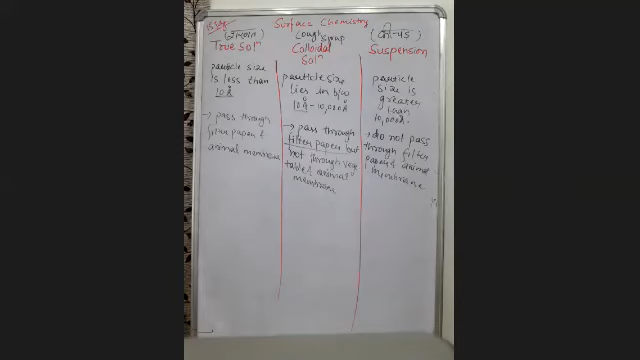 Surface Chemistry
Cough syrup
True Solⁿ
Colloidal
Solⁿ
Suspension
particle size
is less than
10Å
→ pass through
filter paper &
animal membrane
particle size
lies in b/w
10Å - 10,000Å
→ pass through
filter paper but
not through vege
table & animal
membrane
particle
size is
greater
than
10,000Å
→ do not pass
through filter
paper & animal
membrane